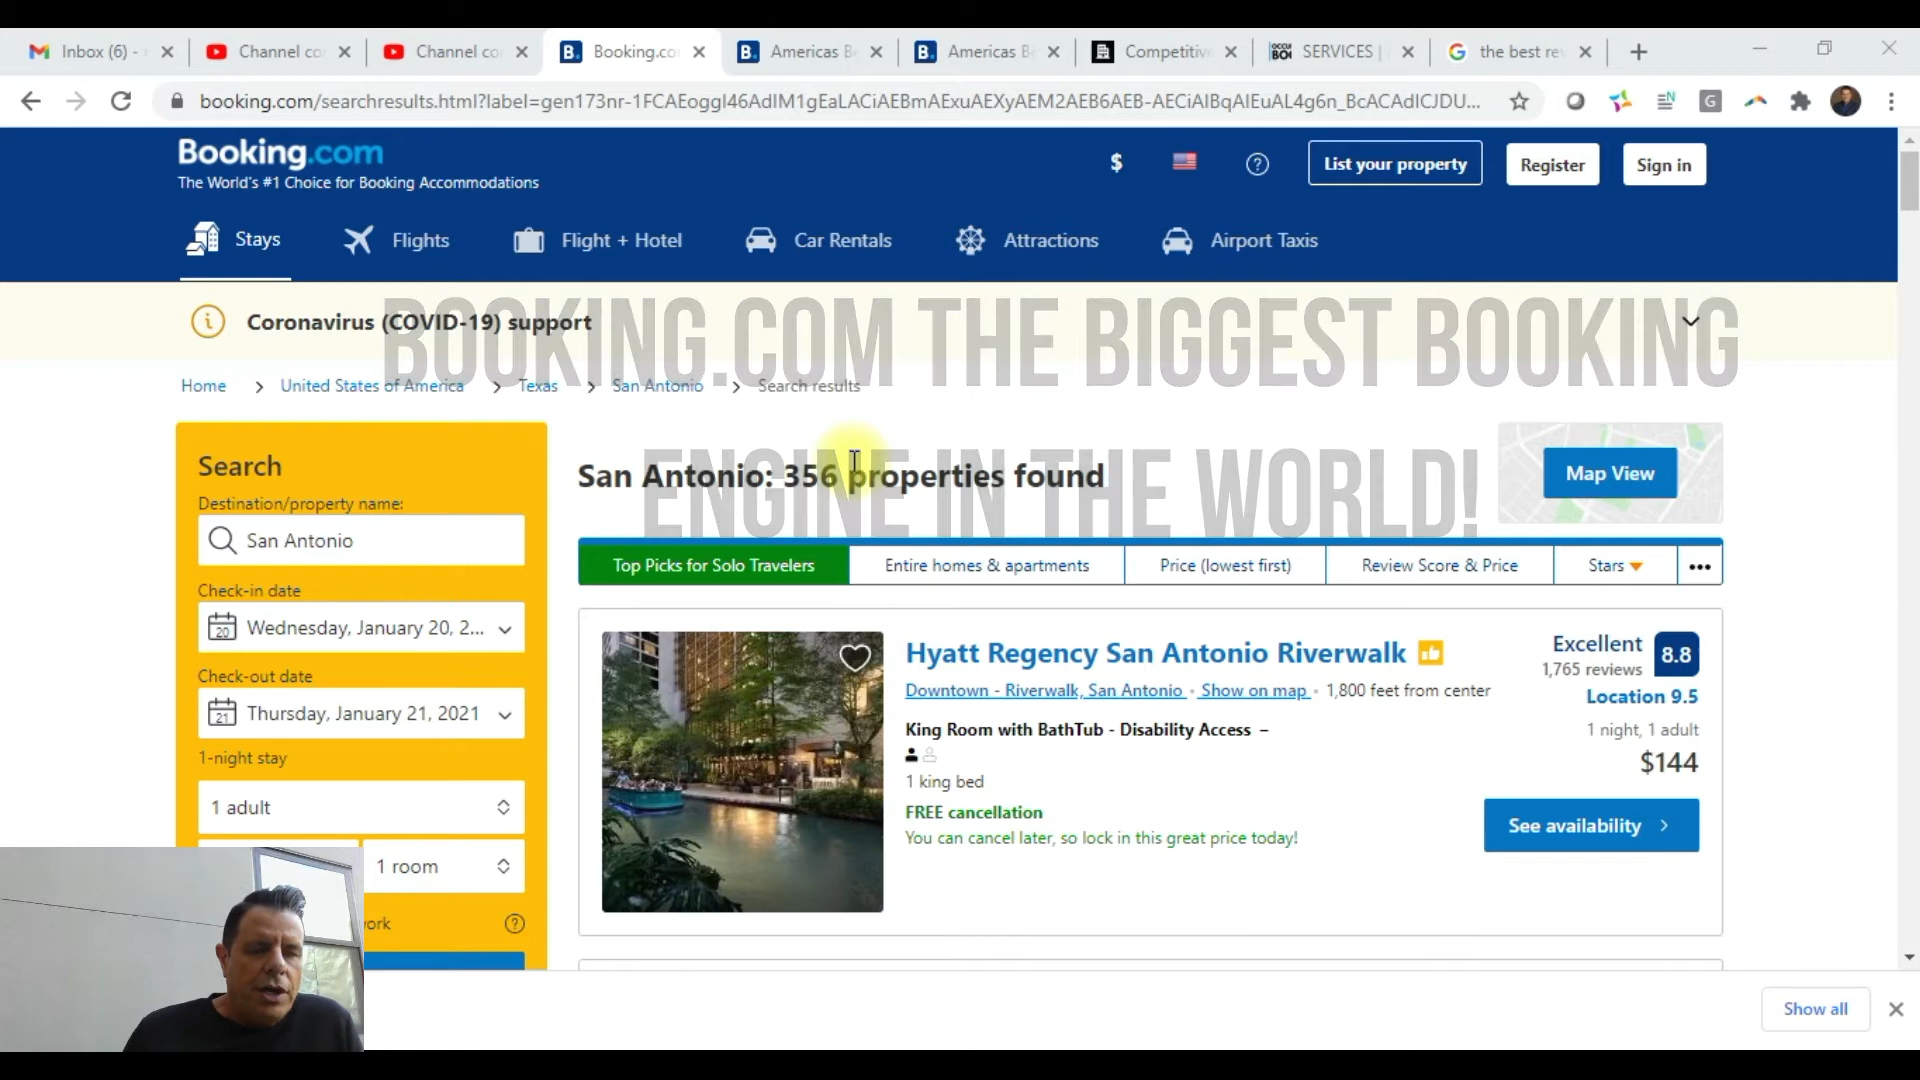 Inbox (6) -
Channel co
Channel co
Booking.co
Americas B
Americas B
Competitiv
SERVICES |
the best re
booking.com/searchresults.html?label=gen173nr-1FCAEoggI46AdIM1gEaLACiAEBmAExuAEXyAEM2AEB6AEB-AECiAIBqAIEuAL4g6n_BcACAdICJDU...
Booking.com
The World's #1 Choice for Booking Accommodations
$
List your property
Register
Sign in
Stays
Flights
Flight + Hotel
Car Rentals
Attractions
Airport Taxis
Coronavirus (COVID-19) support
BOOKING.COM THE BIGGEST BOOKING
ENGINE IN THE WORLD!
Home > United States of America > Texas > San Antonio > Search results
Search
Destination/property name:
San Antonio
Check-in date
20
Wednesday, January 20, 2...
Check-out date
21
Thursday, January 21, 2021
1-night stay
1 adult
1 room
ork
San Antonio: 356 properties found
Map View
Top Picks for Solo Travelers
Entire homes & apartments
Price (lowest first)
Review Score & Price
Stars
Hyatt Regency San Antonio Riverwalk
Downtown - Riverwalk, San Antonio • Show on map • 1,800 feet from center
King Room with BathTub - Disability Access –
1 king bed
FREE cancellation
You can cancel later, so lock in this great price today!
Excellent
1,765 reviews
8.8
Location 9.5
1 night, 1 adult
$144
See availability
Show all